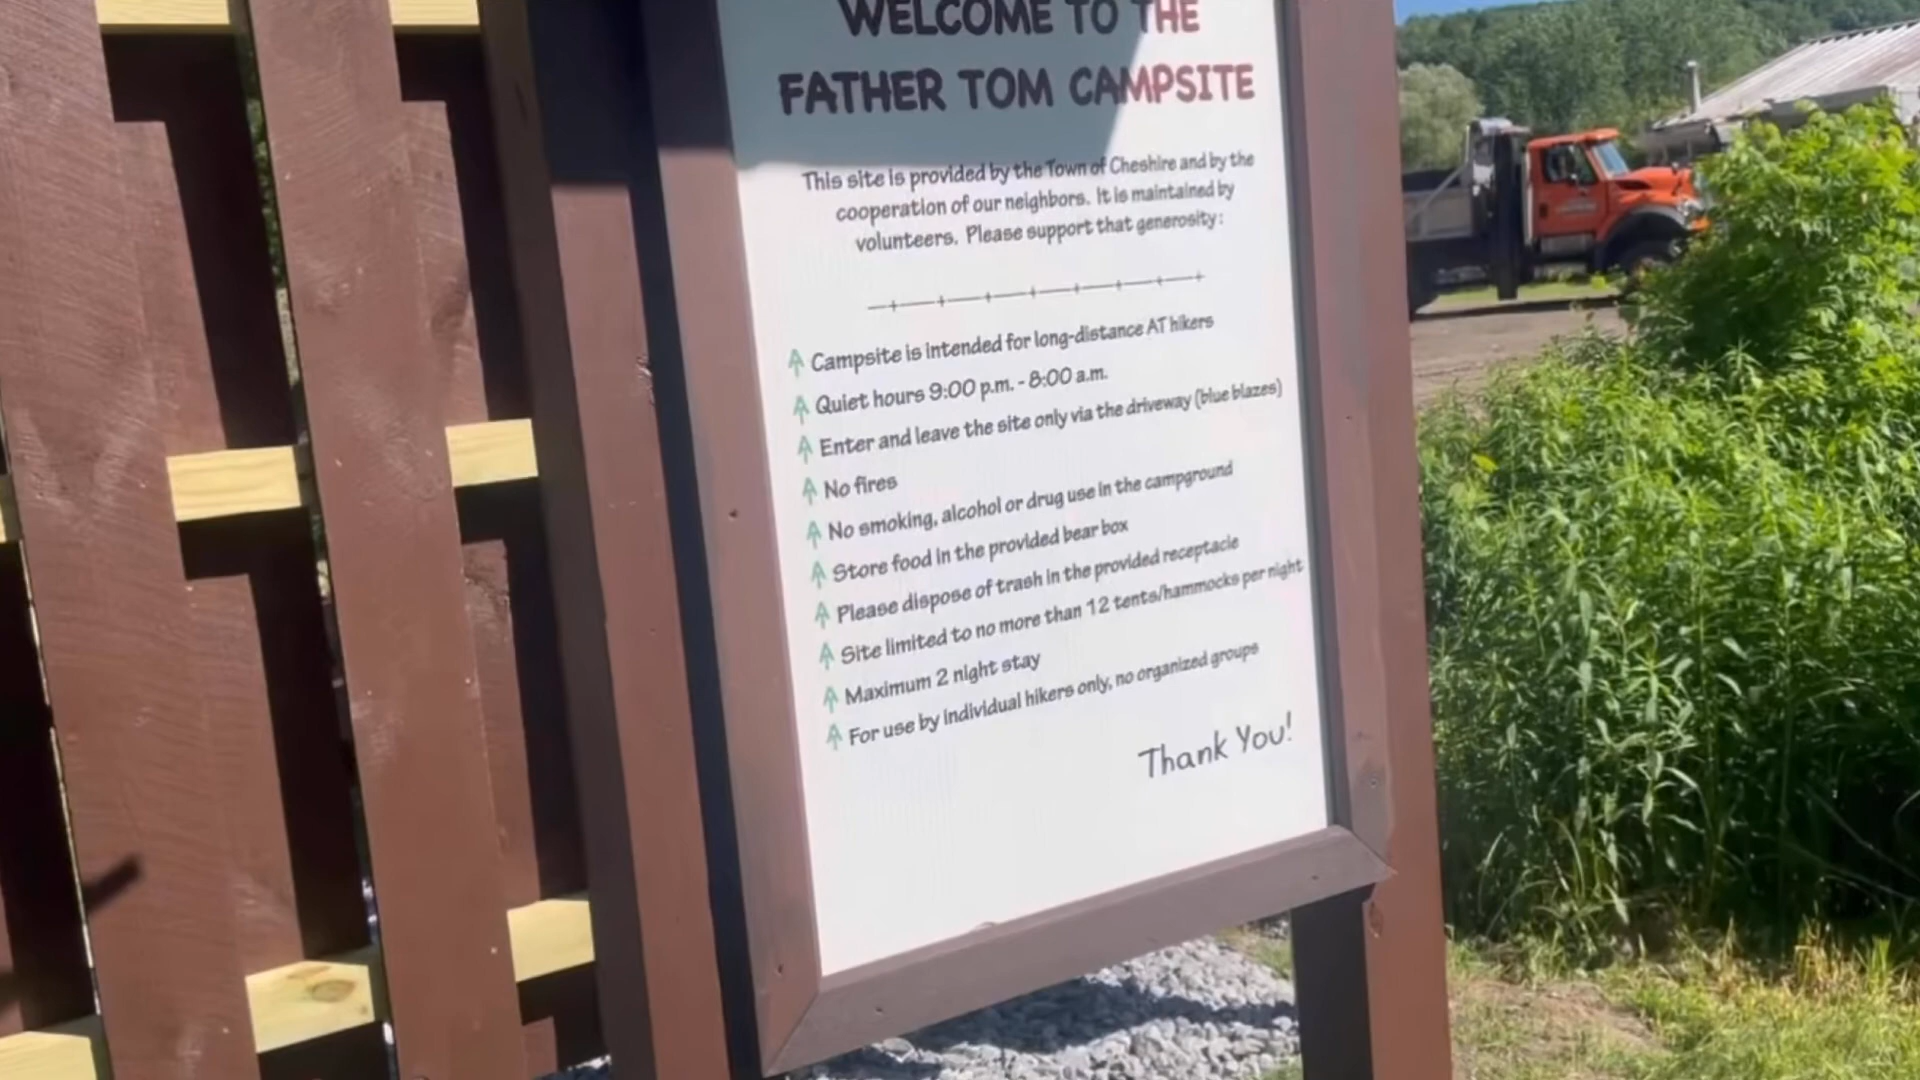 WELCOME TO THE
FATHER TOM CAMPSITE
This site is provided by the Town of Cheshire and by the
cooperation of our neighbors. It is maintained by
volunteers. Please support that generosity:
Campsite is intended for long-distance AT hikers
Quiet hours 9:00 p.m. - 8:00 a.m.
Enter and leave the site only via the driveway (blue blazes)
No fires
No smoking, alcohol or drug use in the campground
Store food in the provided bear box
Please dispose of trash in the provided receptacle
Site limited to no more than 12 tents/hammocks per night
Maximum 2 night stay
For use by individual hikers only, no organized groups
Thank You!